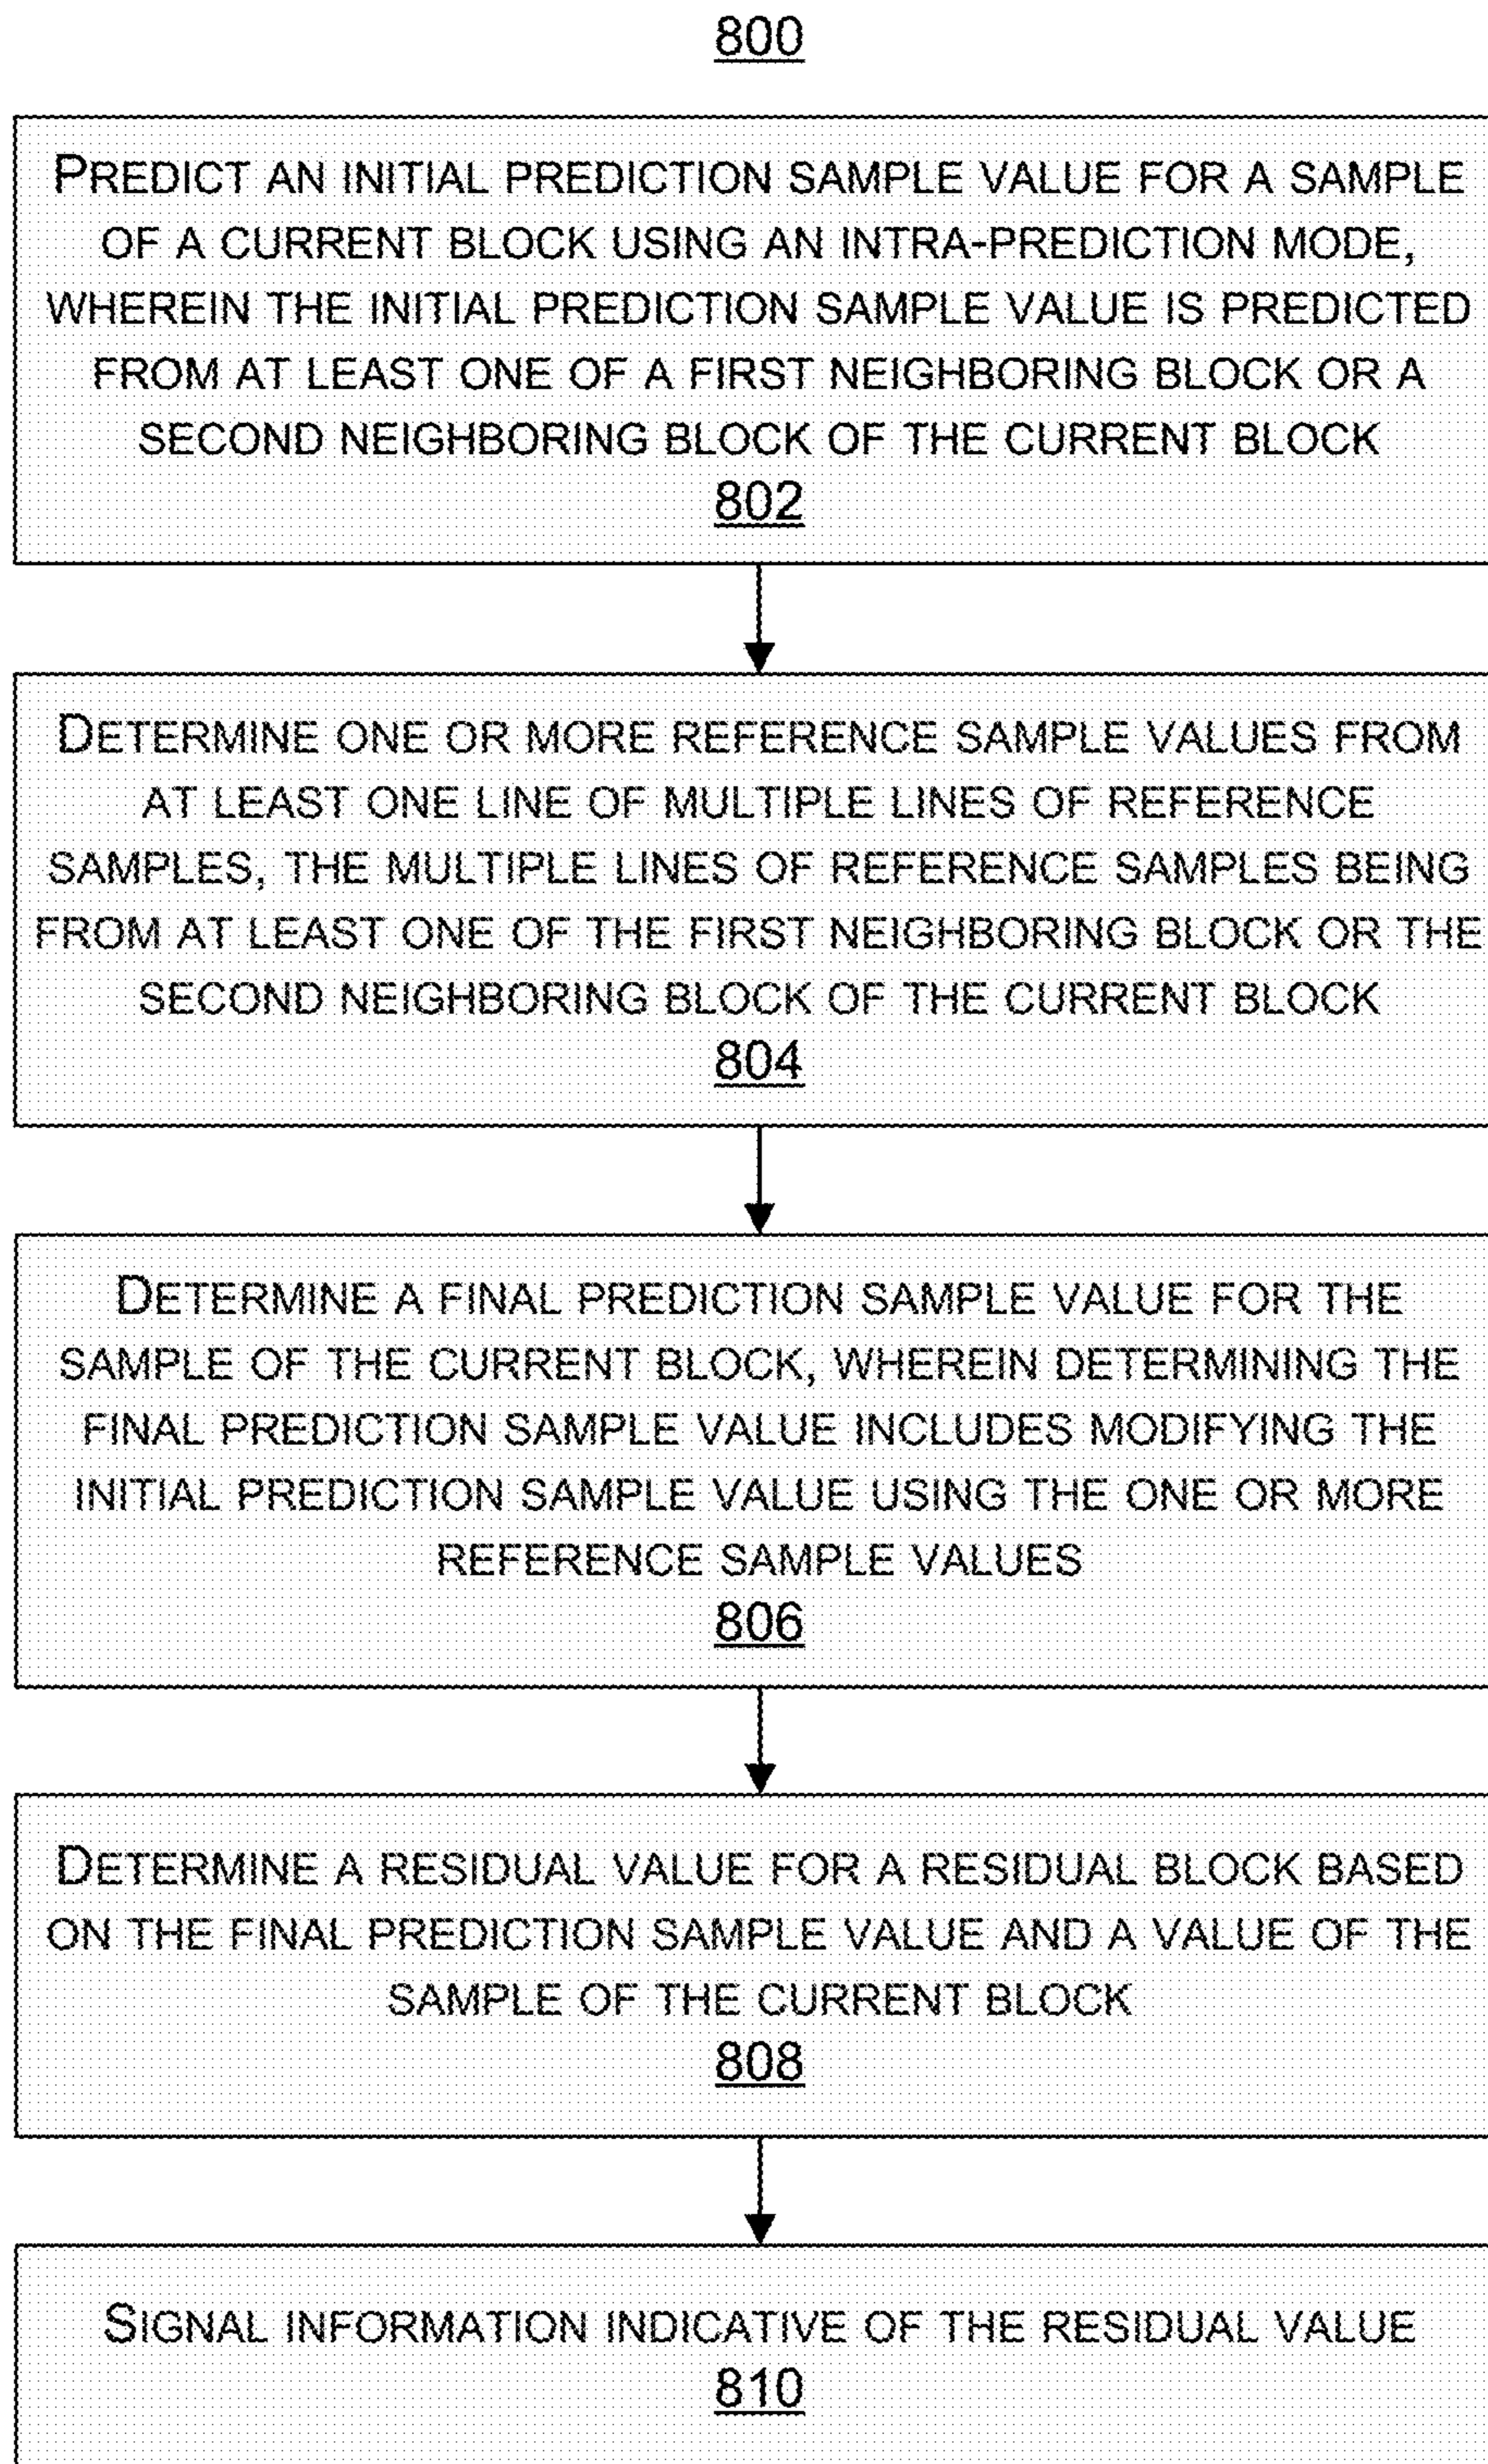 800
PREDICT AN INITIAL PREDICTION SAMPLE VALUE FOR A SAMPLE
OF A CURRENT BLOCK USING AN INTRA-PREDICTION MODE,
WHEREIN THE INITIAL PREDICTION SAMPLE VALUE IS PREDICTED
FROM AT LEAST ONE OF A FIRST NEIGHBORING BLOCK OR A
SECOND NEIGHBORING BLOCK OF THE CURRENT BLOCK
802
DETERMINE ONE OR MORE REFERENCE SAMPLE VALUES FROM
AT LEAST ONE LINE OF MULTIPLE LINES OF REFERENCE
SAMPLES, THE MULTIPLE LINES OF REFERENCE SAMPLES BEING
FROM AT LEAST ONE OF THE FIRST NEIGHBORING BLOCK OR THE
SECOND NEIGHBORING BLOCK OF THE CURRENT BLOCK
804
DETERMINE A FINAL PREDICTION SAMPLE VALUE FOR THE
SAMPLE OF THE CURRENT BLOCK, WHEREIN DETERMINING THE
FINAL PREDICTION SAMPLE VALUE INCLUDES MODIFYING THE
INITIAL PREDICTION SAMPLE VALUE USING THE ONE OR MORE
REFERENCE SAMPLE VALUES
806
DETERMINE A RESIDUAL VALUE FOR A RESIDUAL BLOCK BASED
ON THE FINAL PREDICTION SAMPLE VALUE AND A VALUE OF THE
SAMPLE OF THE CURRENT BLOCK
808
SIGNAL INFORMATION INDICATIVE OF THE RESIDUAL VALUE
810